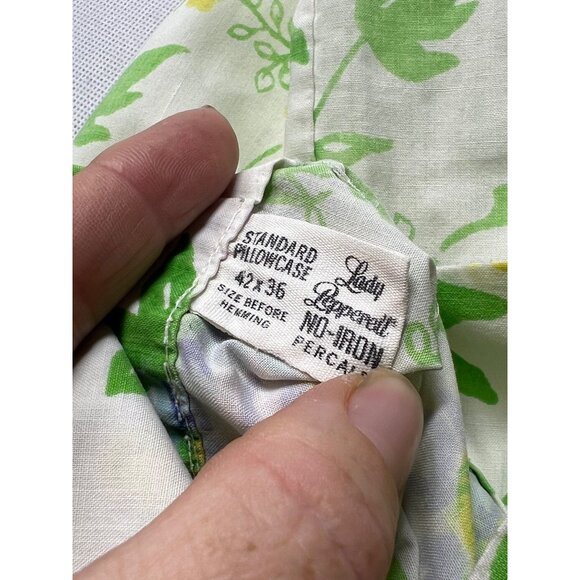 STANDARD
PILLOWCASE
42 x 36
SIZE BEFORE
HEMMING
Lady
Pepperell
NO-IRON
PERCALE